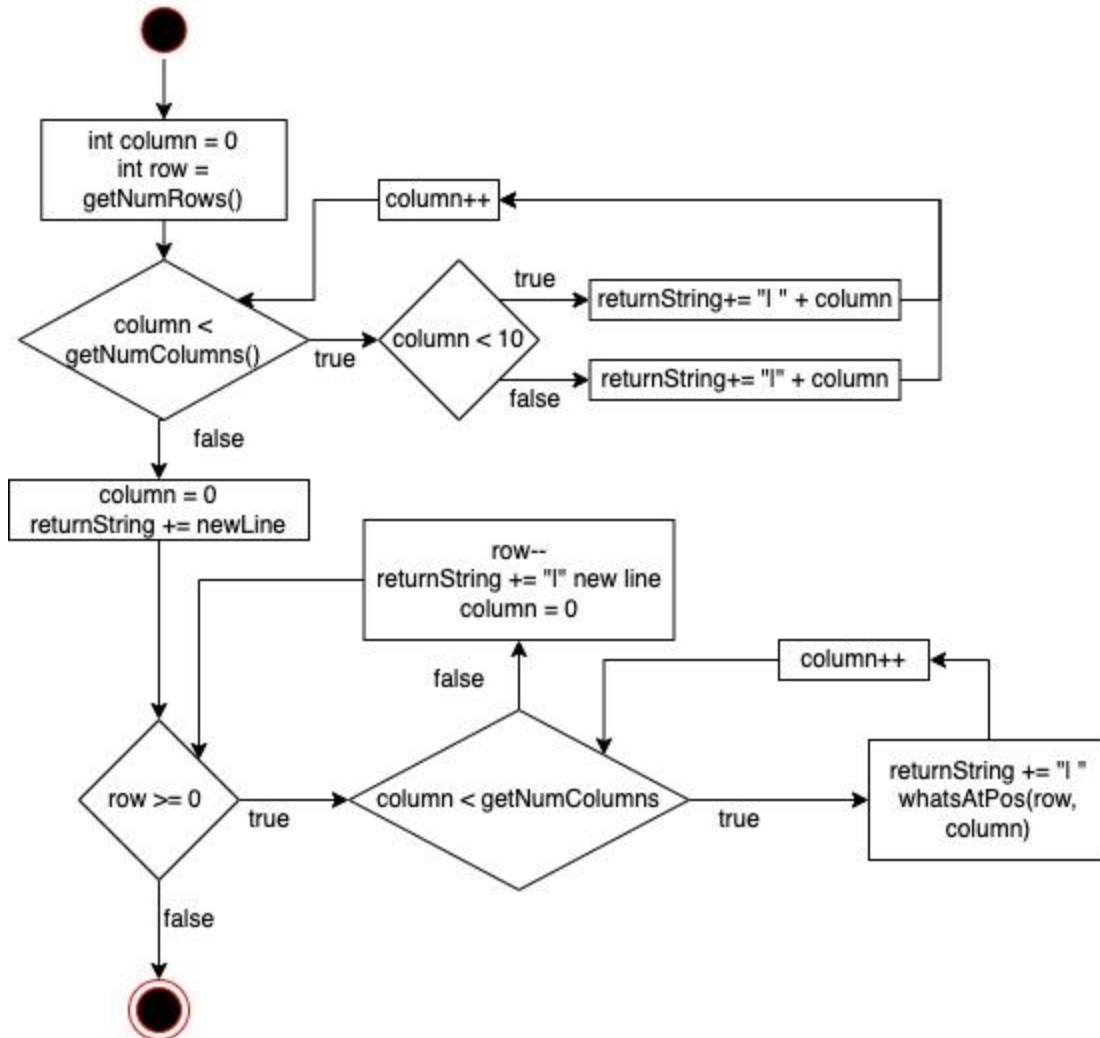 int column = 0
int row =
getNumRows()
column++
column <
getNumColumns()
true
column < 10
true
returnString+= "| " + column
false
returnString+= "|" + column
false
column = 0
returnString += newLine
row--
returnString += "|" new line
column = 0
false
column++
row >= 0
true
column < getNumColumns
true
returnString += "| "
whatsAtPos(row,
column)
false